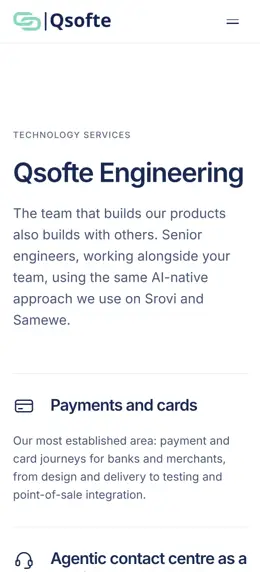 Qsofte
TECHNOLOGY SERVICES
Qsofte Engineering
The team that builds our products
also builds with others. Senior
engineers, working alongside your
team, using the same AI-native
approach we use on Srovi and
Samewe.
Payments and cards
Our most established area: payment and
card journeys for banks and merchants,
from design and delivery to testing and
point-of-sale integration.
Agentic contact centre as a